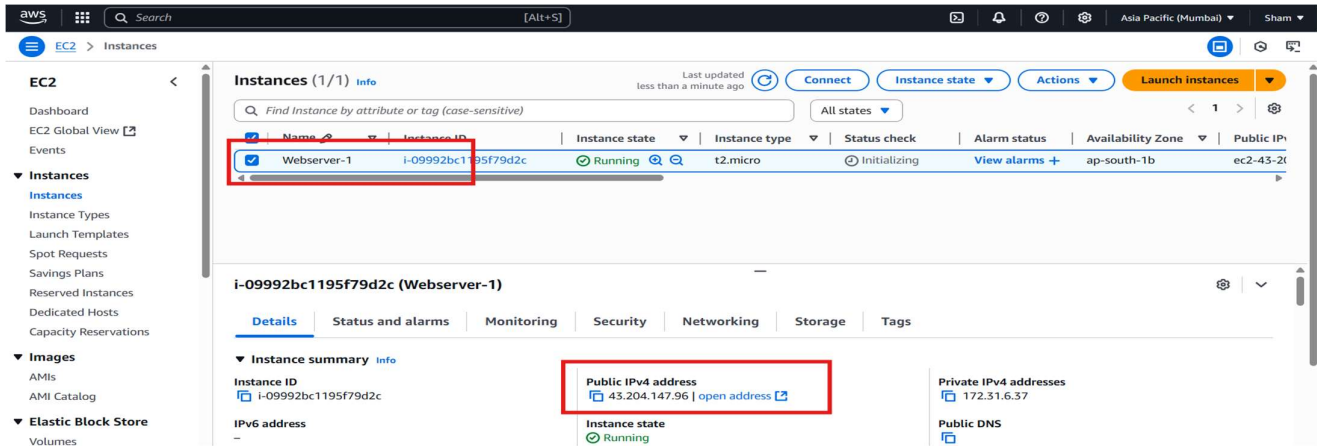 aws Search [Alt+S] Asia Pacific (Mumbai) Sham
EC2 > Instances
EC2
Dashboard
EC2 Global View
Events
Instances
Instances
Instance Types
Launch Templates
Spot Requests
Savings Plans
Reserved Instances
Dedicated Hosts
Capacity Reservations
Images
AMIs
AMI Catalog
Elastic Block Store
Volumes
Instances (1/1) Info
Last updated
less than a minute ago
Connect Instance state Actions Launch instances
Find Instance by attribute or tag (case-sensitive) All states < 1 >
Name Instance ID Instance state Instance type Status check Alarm status Availability Zone Public IPv
Webserver-1 i-09992bc1195f79d2c Running t2.micro Initializing View alarms + ap-south-1b ec2-43-20
i-09992bc1195f79d2c (Webserver-1)
Details Status and alarms Monitoring Security Networking Storage Tags
Instance summary Info
Instance ID
i-09992bc1195f79d2c
Public IPv4 address
43.204.147.96 | open address
Private IPv4 addresses
172.31.6.37
IPv6 address
–
Instance state
Running
Public DNS